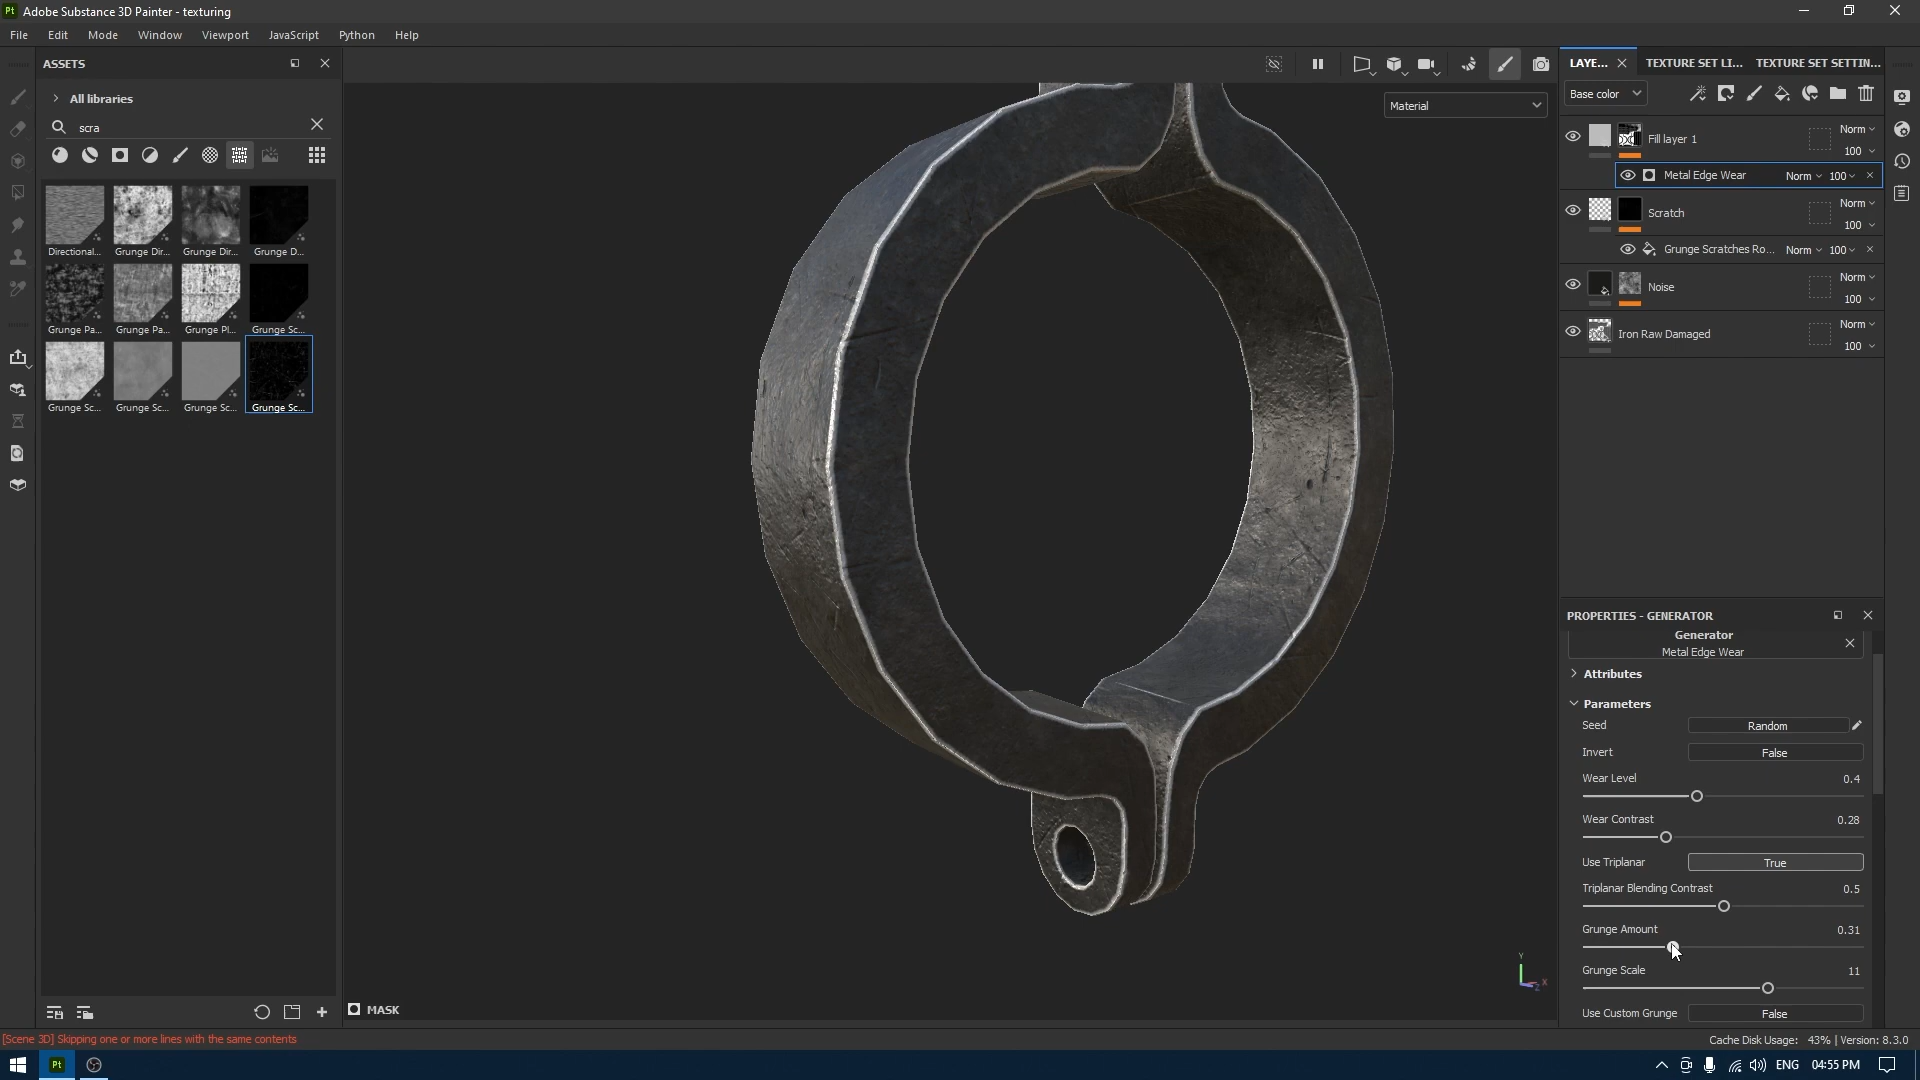 Pt Adobe Substance 3D Painter - texturing
File Edit Mode Window Viewport JavaScript Python Help
ASSETS
All libraries
scra
Directional... Grunge Dir... Grunge Dir... Grunge D...
Grunge Pa... Grunge Pa... Grunge Pl... Grunge Sc...
Grunge Sc... Grunge Sc... Grunge Sc... Grunge Sc...
Material
Y
X
MASK
LAYE... TEXTURE SET LI... TEXTURE SET SETTIN...
Base color
Fill layer 1 Norm
100
Metal Edge Wear Norm 100
Scratch Norm
100
Grunge Scratches Ro... Norm 100
Noise Norm
100
Iron Raw Damaged Norm
100
PROPERTIES - GENERATOR
Generator
Metal Edge Wear
Attributes
Parameters
Seed Random
Invert False
Wear Level 0.4
Wear Contrast 0.28
Use Triplanar True
Triplanar Blending Contrast 0.5
Grunge Amount 0.31
Grunge Scale 11
Use Custom Grunge False
[Scene 3D] Skipping one or more lines with the same contents
Cache Disk Usage: 43% | Version: 8.3.0
Pt
ENG 04:55 PM